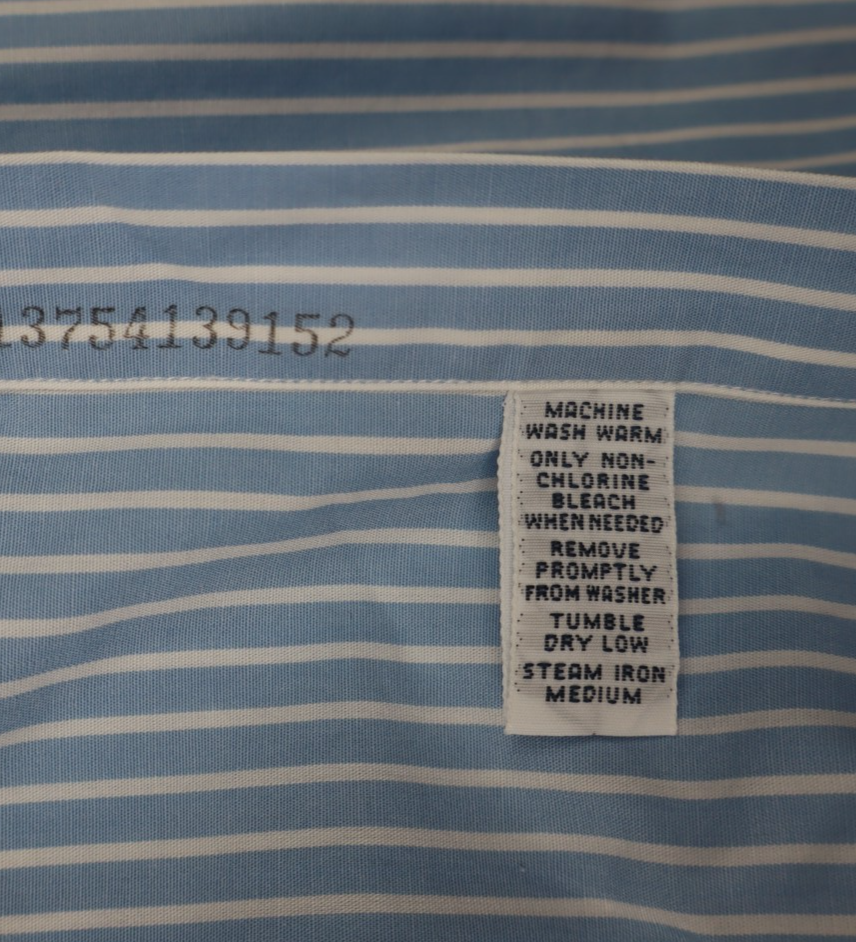 13754139152
MACHINE
WASH WARM
ONLY NON-
CHLORINE
BLEACH
WHEN NEEDED
REMOVE
PROMPTLY
FROM WASHER
TUMBLE
DRY LOW
STEAM IRON
MEDIUM